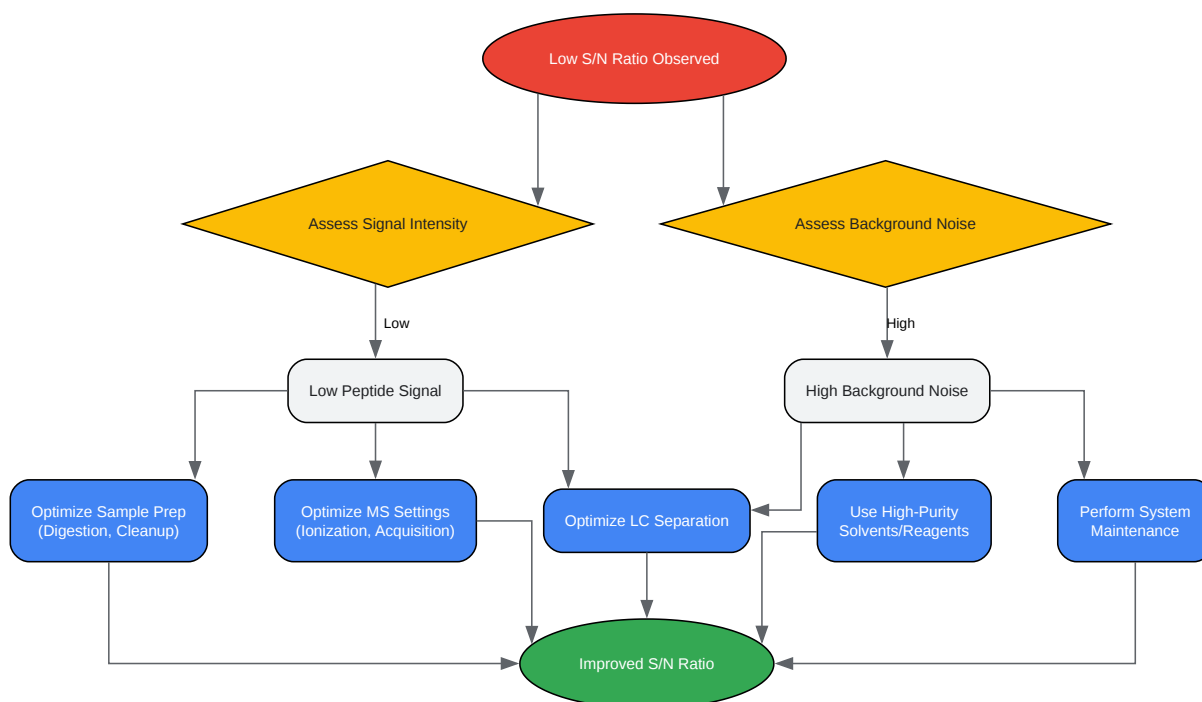 Low S/N Ratio Observed
Assess Signal Intensity
Assess Background Noise
Low
High
Low Peptide Signal
High Background Noise
Optimize Sample Prep
(Digestion, Cleanup)
Optimize MS Settings
(Ionization, Acquisition)
Optimize LC Separation
Use High-Purity
Solvents/Reagents
Perform System
Maintenance
Improved S/N Ratio